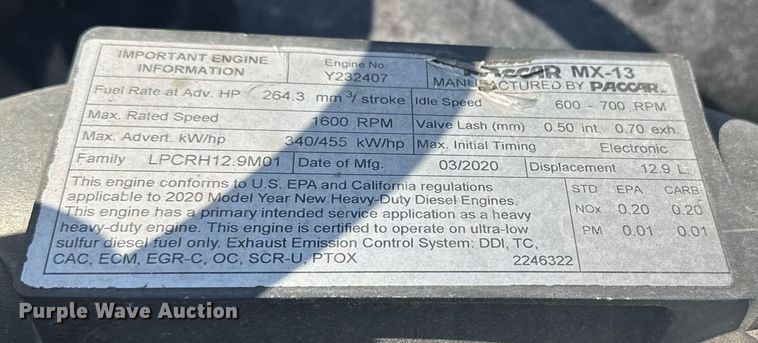 IMPORTANT ENGINE INFORMATION
Engine No.
Y232407
PACCAR MX-13
MANUFACTURED BY PACCAR
Fuel Rate at Adv. HP 264.3 mm³/stroke
Idle Speed 600 - 700 RPM
Max. Rated Speed 1600 RPM
Valve Lash (mm) 0.50 int. 0.70 exh.
Max. Advert. kW/hp 340/455 kW/hp
Max. Initial Timing Electronic
Family LPCRH12.9M01
Date of Mfg. 03/2020
Displacement 12.9 L
This engine conforms to U.S. EPA and California regulations
applicable to 2020 Model Year New Heavy-Duty Diesel Engines.
This engine has a primary intended service application as a heavy
heavy-duty engine. This engine is certified to operate on ultra-low
sulfur diesel fuel only. Exhaust Emission Control System: DDI, TC,
CAC, ECM, EGR-C, OC, SCR-U, PTOX 2246322
STD EPA CARB
NOx 0.20 0.20
PM 0.01 0.01
Purple Wave Auction